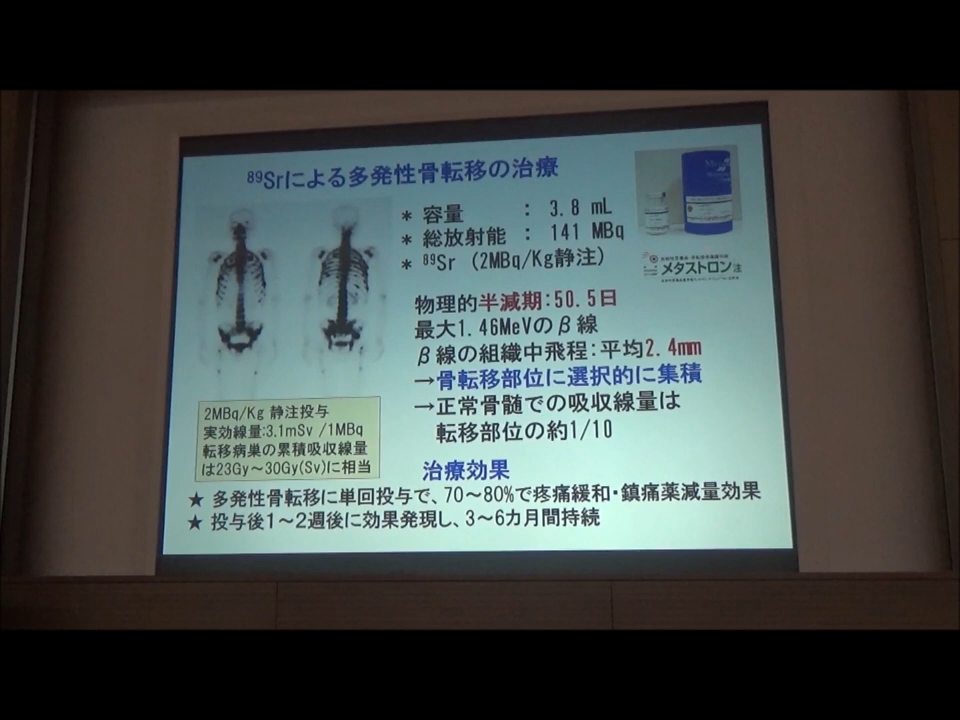 ⁸⁹Srによる多発性骨転移の治療
* 容量 : 3.8 mL
* 総放射能 : 141 MBq
* ⁸⁹Sr (2MBq/Kg静注)
メタストロン注
物理的半減期:50.5日
最大1.46MeVのβ線
β線の組織中飛程:平均2.4mm
→骨転移部位に選択的に集積
→正常骨髄での吸収線量は
転移部位の約1/10
2MBq/Kg 静注投与
実効線量:3.1mSv /1MBq
転移病巣の累積吸収線量
は23Gy～30Gy(Sv)に相当
治療効果
★ 多発性骨転移に単回投与で、70～80%で疼痛緩和・鎮痛薬減量効果
★ 投与後1～2週後に効果発現し、3～6カ月間持続